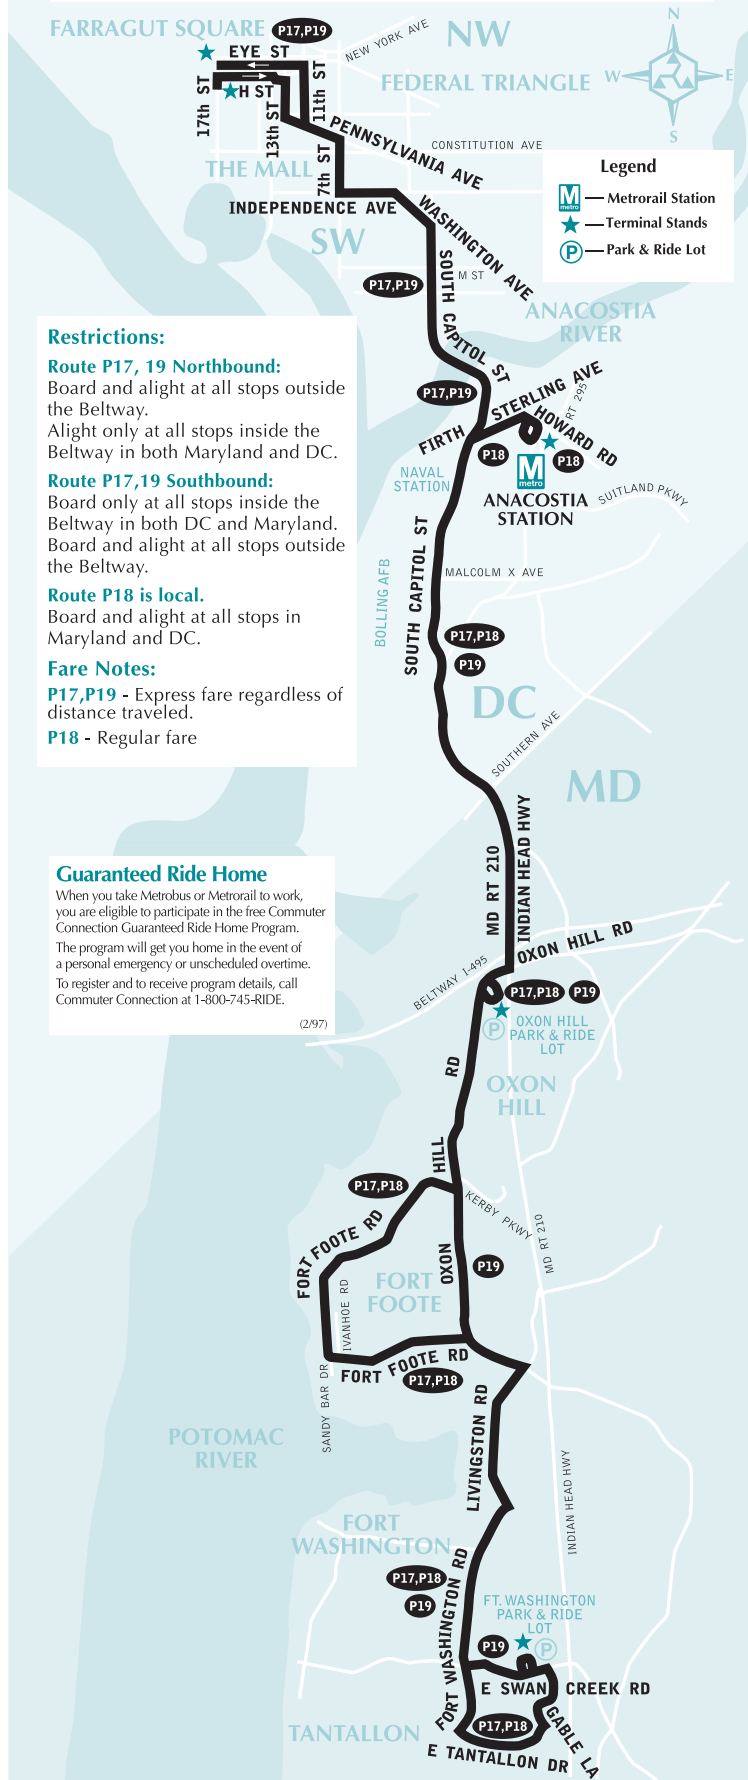 FARRAGUT SQUARE
P17,P19
NW
NEW YORK AVE
N
W
E
S
EYE ST
H ST
17th ST
13th ST
11th ST
FEDERAL TRIANGLE
PENNSYLVANIA AVE
CONSTITUTION AVE
THE MALL
7th ST
INDEPENDENCE AVE
WASHINGTON AVE
SW
Legend
M
metro
Metrorail Station
Terminal Stands
P
Park & Ride Lot
P17,P19
SOUTH CAPITOL ST
M ST
ANACOSTIA
RIVER
P17,P19
FIRTH STERLING AVE
RT 295
HOWARD RD
P18
P18
M
metro
ANACOSTIA
STATION
NAVAL
STATION
SUITLAND PKWY
Restrictions:
Route P17, 19 Northbound:
Board and alight at all stops outside
the Beltway.
Alight only at all stops inside the
Beltway in both Maryland and DC.
Route P17,19 Southbound:
Board only at all stops inside the
Beltway in both DC and Maryland.
Board and alight at all stops outside
the Beltway.
Route P18 is local.
Board and alight at all stops in
Maryland and DC.
Fare Notes:
P17,P19 - Express fare regardless of
distance traveled.
P18 - Regular fare
BOLLING AFB
SOUTH CAPITOL ST
MALCOLM X AVE
P17,P18
P19
DC
SOUTHERN AVE
MD
MD RT 210
INDIAN HEAD HWY
Guaranteed Ride Home
When you take Metrobus or Metrorail to work,
you are eligible to participate in the free Commuter
Connection Guaranteed Ride Home Program.
The program will get you home in the event of
a personal emergency or unscheduled overtime.
To register and to receive program details, call
Commuter Connection at 1-800-745-RIDE.
(2/97)
OXON HILL RD
BELTWAY I-495
P17,P18
P19
P
OXON HILL
PARK & RIDE
LOT
OXON
HILL
OXON HILL RD
P17,P18
KERBY PKWY
MD RT 210
FORT FOOTE RD
P19
FORT
FOOTE
IVANHOE RD
FORT FOOTE RD
P17,P18
SANDY BAR DR
LIVINGSTON RD
POTOMAC
RIVER
INDIAN HEAD HWY
FORT
WASHINGTON
P17,P18
P19
FORT WASHINGTON RD
FT. WASHINGTON
PARK & RIDE
LOT
P19
P
E SWAN CREEK RD
P17,P18
GABLE LA
TANTALLON
E TANTALLON DR